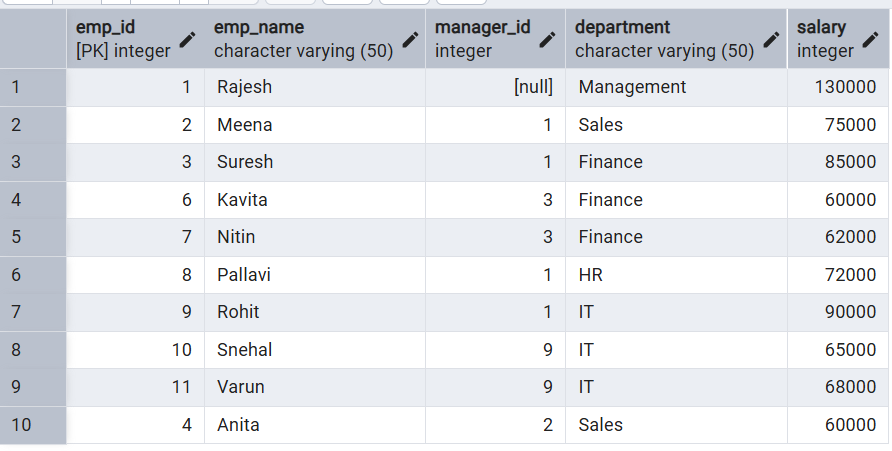 emp_id emp_name manager_id department salary
[PK] integer character varying (50) integer character varying (50) integer
1 1 Rajesh [null] Management 130000
2 2 Meena 1 Sales 75000
3 3 Suresh 1 Finance 85000
4 6 Kavita 3 Finance 60000
5 7 Nitin 3 Finance 62000
6 8 Pallavi 1 HR 72000
7 9 Rohit 1 IT 90000
8 10 Snehal 9 IT 65000
9 11 Varun 9 IT 68000
10 4 Anita 2 Sales 60000